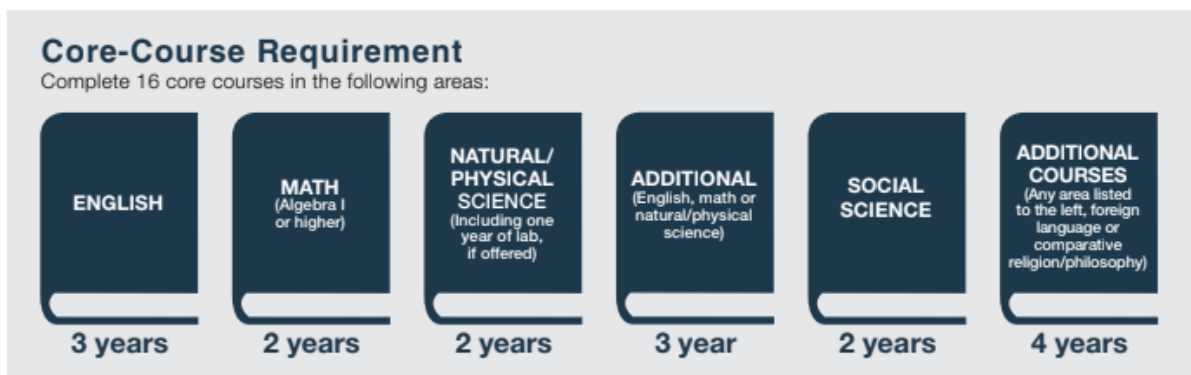 Core-Course Requirement
Complete 16 core courses in the following areas:
ENGLISH
3 years
MATH
(Algebra I
or higher)
2 years
NATURAL/
PHYSICAL
SCIENCE
(Including one
year of lab,
if offered)
2 years
ADDITIONAL
(English, math or
natural/physical
science)
3 year
SOCIAL
SCIENCE
2 years
ADDITIONAL
COURSES
(Any area listed
to the left, foreign
language or
comparative
religion/philosophy)
4 years